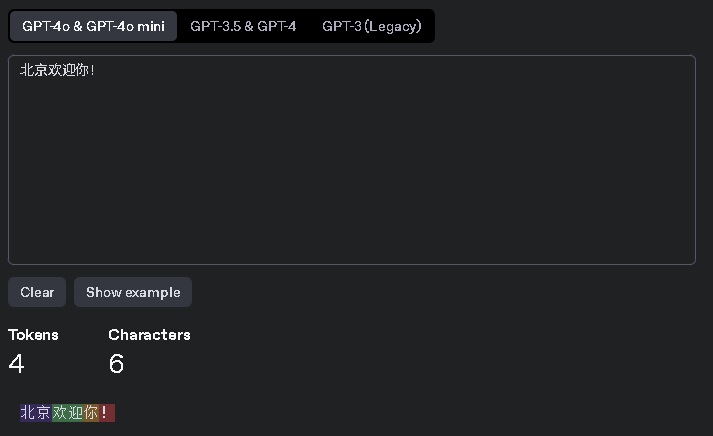 GPT-4o & GPT-4o mini GPT-3.5 & GPT-4 GPT-3 (Legacy)
北京欢迎你！
Clear Show example
Tokens Characters
4 6
北京欢迎你！